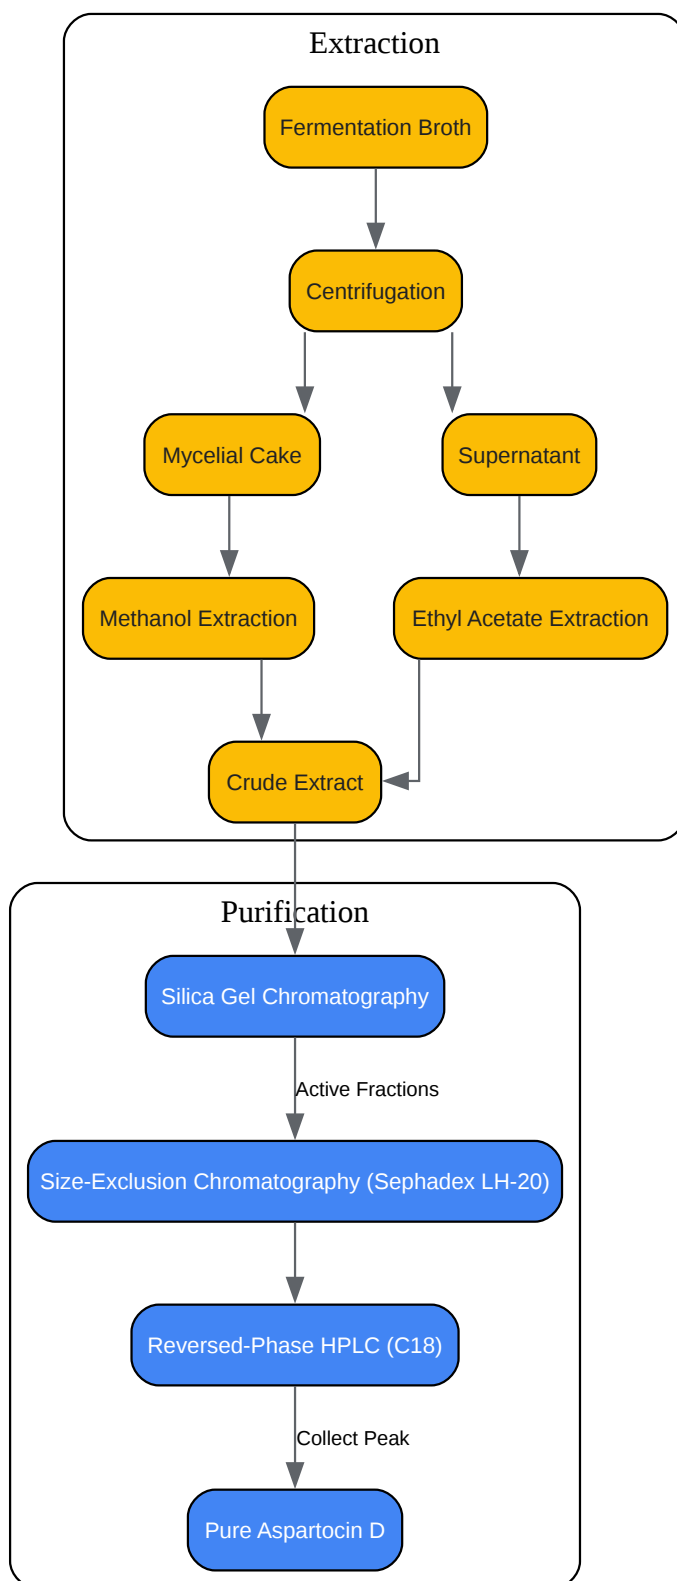 Extraction
Fermentation Broth
Centrifugation
Mycelial Cake
Supernatant
Methanol Extraction
Ethyl Acetate Extraction
Crude Extract
Purification
Silica Gel Chromatography
Active Fractions
Size-Exclusion Chromatography (Sephadex LH-20)
Reversed-Phase HPLC (C18)
Collect Peak
Pure Aspartocin D